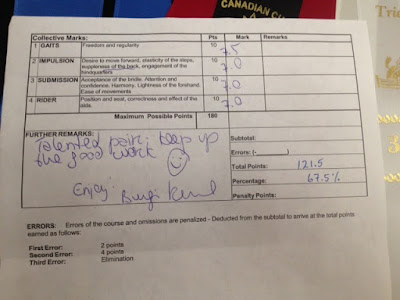 CANADIAN CH
Collective Marks: Pts Mark Remarks
1 GAITS Freedom and regularity 10 7.5
2 IMPULSION Desire to move forward, elasticity of the steps, suppleness of the back, engagement of the hindquarters 10 7.0
3 SUBMISSION Acceptance of the bridle. Attention and confidence. Harmony. Lightness of the forehand. Ease of movements 10 7.0
4 RIDER Position and seat, correctness and effect of the aids. 10 7.0
Maximum Possible Points 180
FURTHER REMARKS:
Talented pair. Keep up
the good work
Enjoy.
Subtotal:
Errors: (-________)
Total Points: 121.5
Percentage: 67.5%
Penalty Points:
ERRORS: Errors of the course and omissions are penalized - Deducted from the subtotal to arrive at the total points
earned as follows:
First Error: 2 points
Second Error: 4 points
Third Error: Elimination